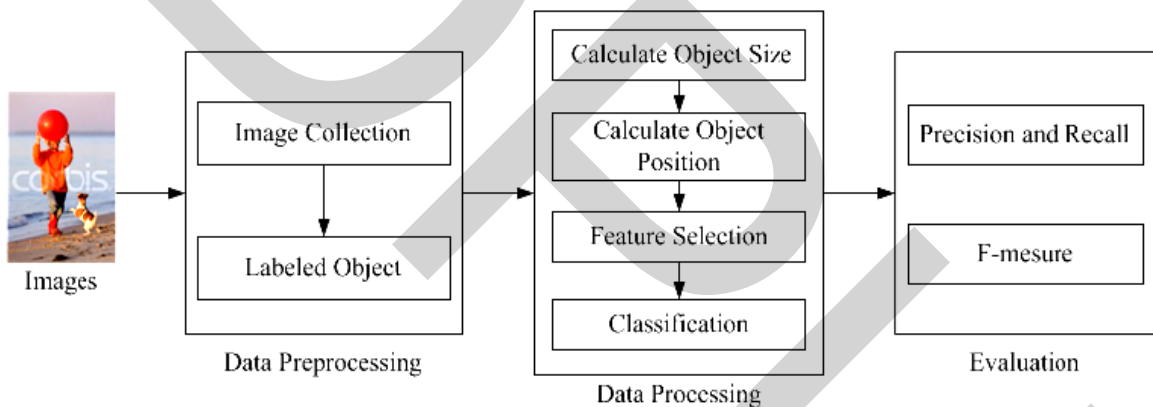 corbis
Images
Image Collection
Labeled Object
Data Preprocessing
Calculate Object Size
Calculate Object
Position
Feature Selection
Classification
Data Processing
Precision and Recall
F-mesure
Evaluation